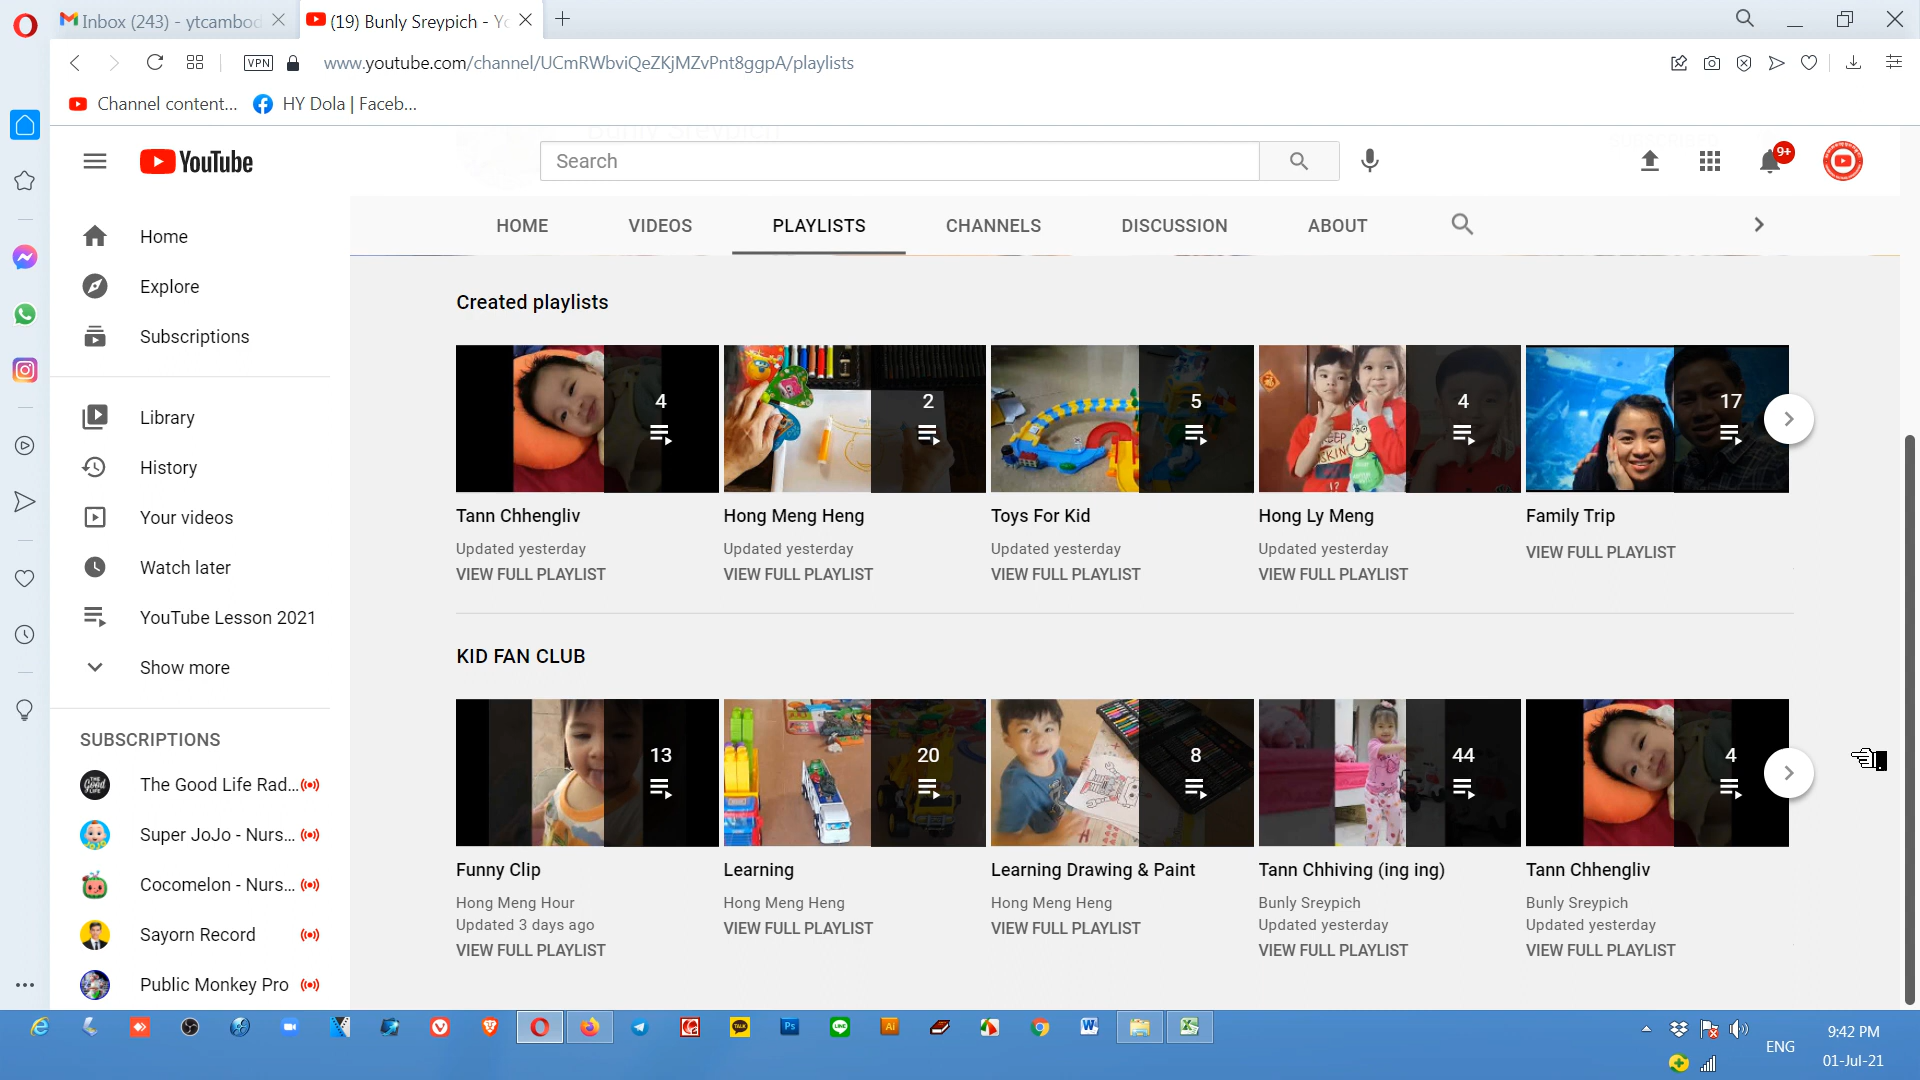 Inbox (243) - ytcambod
(19) Bunly Sreypich - Yo
VPN
www.youtube.com/channel/UCmRWbviQeZKjMZvPnt8ggpA/playlists
Channel content...
HY Dola | Faceb...
Bunly Sreypich
YouTube
Search
9+
HOME
VIDEOS
PLAYLISTS
CHANNELS
DISCUSSION
ABOUT
Home
Explore
Subscriptions
Library
History
Your videos
Watch later
YouTube Lesson 2021
Show more
SUBSCRIPTIONS
The Good Life Rad...
Super JoJo - Nurs...
Cocomelon - Nurs...
Sayorn Record
Public Monkey Pro
Created playlists
4
2
5
4
17
Tann Chhengliv
Updated yesterday
VIEW FULL PLAYLIST
Hong Meng Heng
Updated yesterday
VIEW FULL PLAYLIST
Toys For Kid
Updated yesterday
VIEW FULL PLAYLIST
Hong Ly Meng
Updated yesterday
VIEW FULL PLAYLIST
Family Trip
VIEW FULL PLAYLIST
KID FAN CLUB
13
20
8
44
4
Funny Clip
Hong Meng Hour
Updated 3 days ago
VIEW FULL PLAYLIST
Learning
Hong Meng Heng
VIEW FULL PLAYLIST
Learning Drawing & Paint
Hong Meng Heng
VIEW FULL PLAYLIST
Tann Chhiving (ing ing)
Bunly Sreypich
Updated yesterday
VIEW FULL PLAYLIST
Tann Chhengliv
Bunly Sreypich
Updated yesterday
VIEW FULL PLAYLIST
TALK
Ps
LINE
Ai
ENG
9:42 PM
01-Jul-21